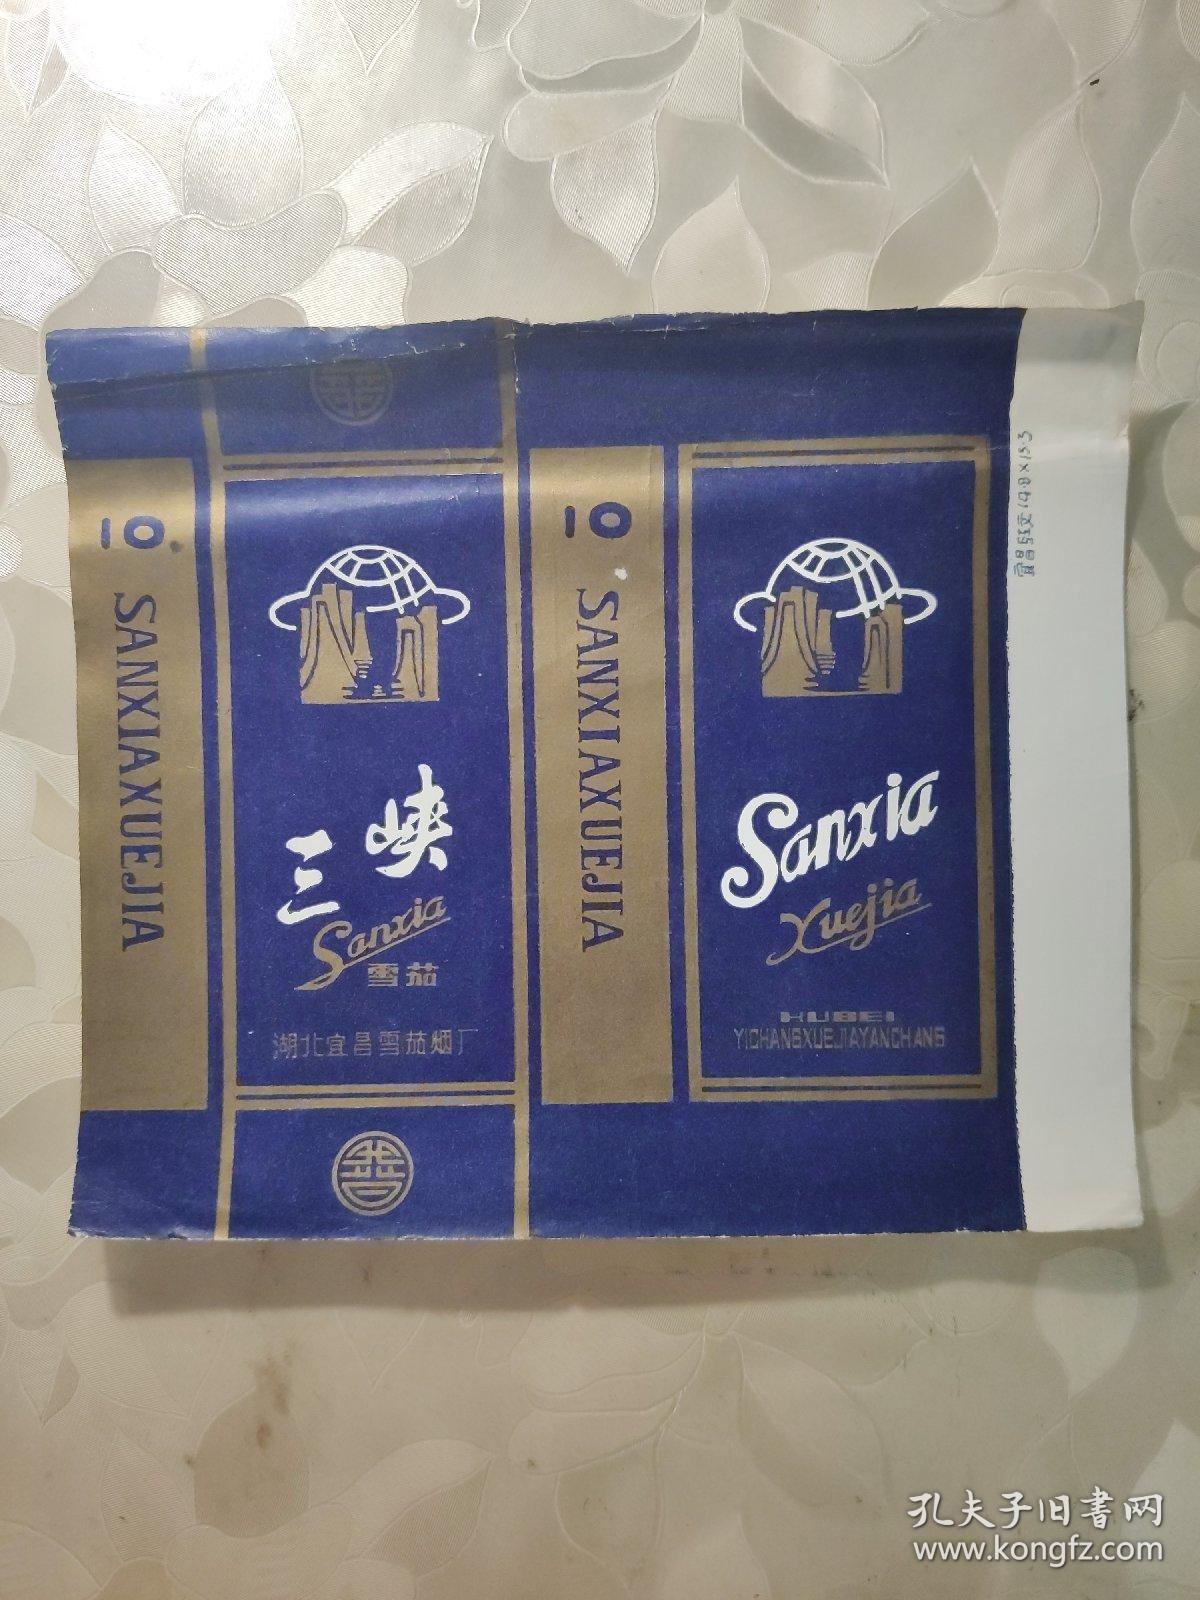 10 SANXIAXUEJIA
三峡
Sanxia
雪茄
湖北宜昌雪茄烟厂
10 SANXIAXUEJIA
Sanxia
Xuejia
HUBEI
YICHANGXUEJIAYANCHANG
孔夫子旧书网
www.kongfz.com